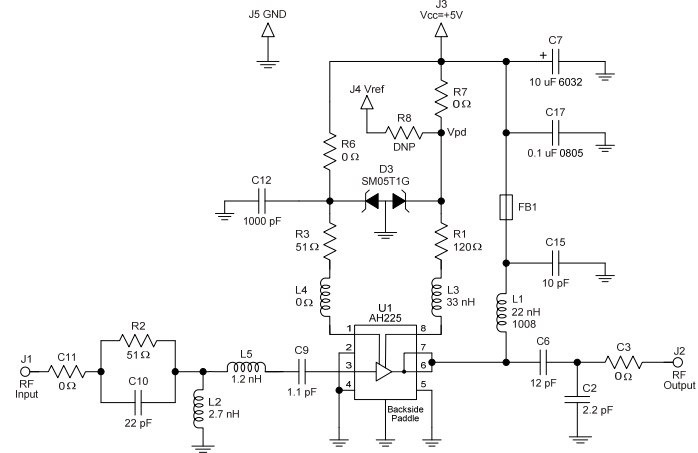 J5 GND
J3
Vcc=+5V
C7
+
10 uF 6032
J4 Vref
R7
0 Ω
R8
DNP
Vpd
C17
0.1 uF 0805
R6
0 Ω
D3
SM05T1G
C12
1000 pF
FB1
R3
51 Ω
R1
120 Ω
C15
10 pF
L4
0 Ω
L3
33 nH
L1
22 nH
1008
U1
AH225
1
8
2
7
3
6
4
5
Backside
Paddle
J1
RF
Input
C11
0 Ω
R2
51 Ω
C10
22 pF
L5
1.2 nH
L2
2.7 nH
C9
1.1 pF
C6
12 pF
C3
0 Ω
J2
RF
Output
C2
2.2 pF